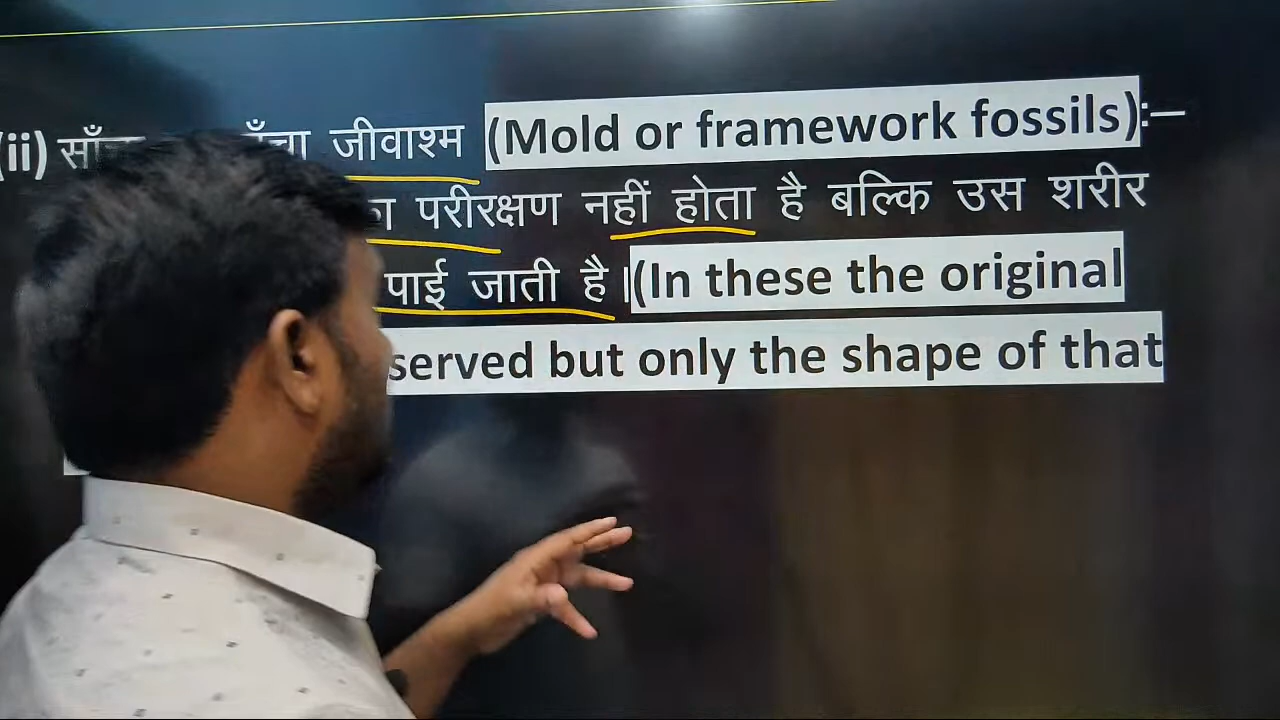 (ii) जीवाश्म (Mold or framework fossils):—
परीरक्षण नहीं होता है बल्कि उस शरीर
पाई जाती है।(In these the original
but only the shape of that